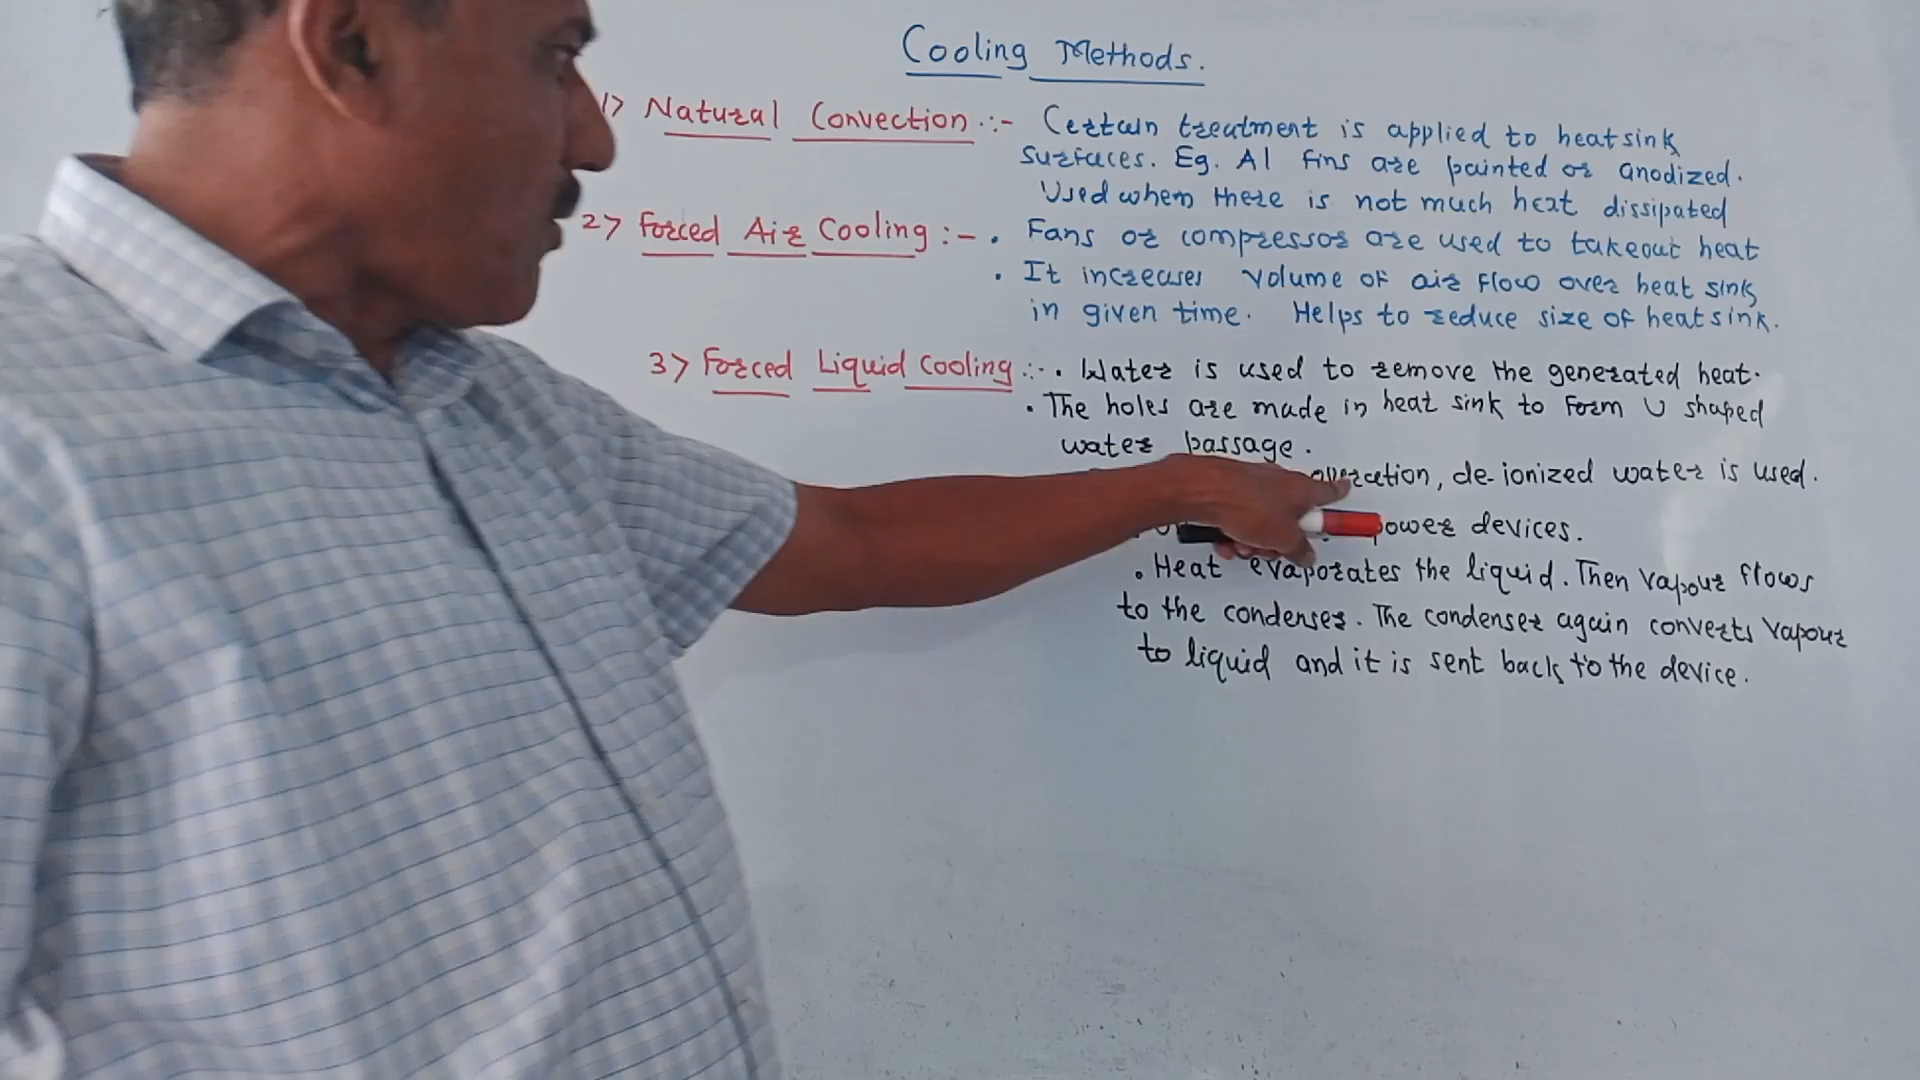 Cooling Methods.
1> Natural Convection :- Certain treatment is applied to heatsink
surfaces. Eg. Al fins are painted or anodized.
Used when there is not much heat dissipated
2> Forced Air Cooling :- • Fans or compressor are used to takeout heat
• It increases volume of air flow over heat sink
in given time. Helps to reduce size of heatsink.
3> Forced Liquid Cooling :- • Water is used to remove the generated heat.
• The holes are made in heat sink to form U shaped
water passage.
operation, de-ionized water is used.
power devices.
• Heat evaporates the liquid. Then vapour flows
to the condenser. The condenser again converts vapour
to liquid and it is sent back to the device.